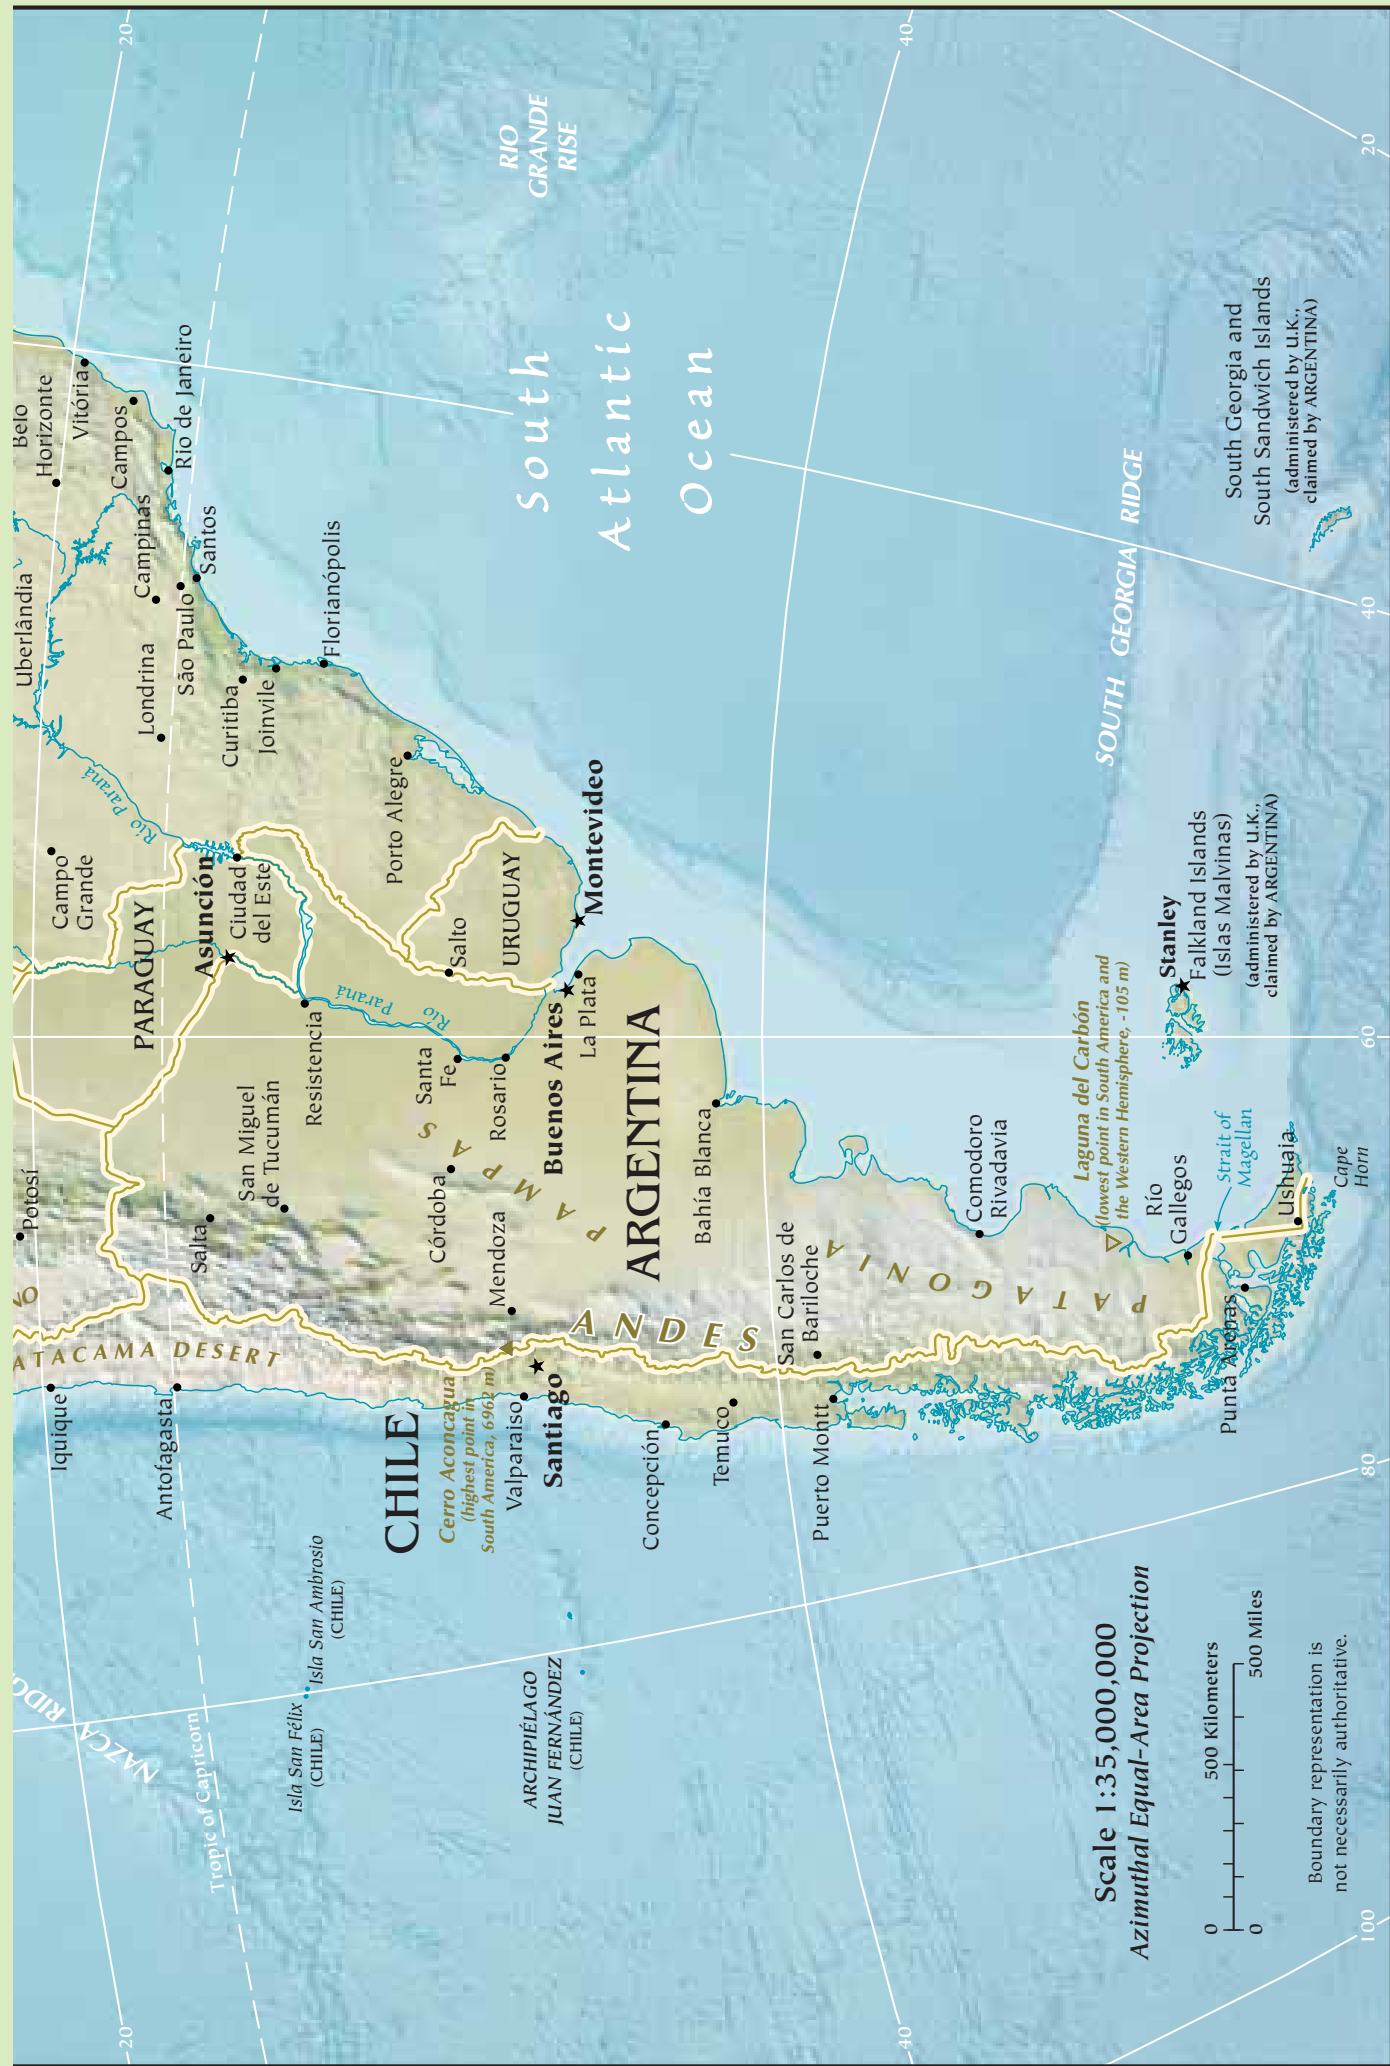 20
40
20
40
60
80
100
20
40
RIO
GRANDE
RISE
Belo
Horizonte
Vitória
Campos
Rio de Janeiro
Uberlândia
Campinas
São Paulo
Santos
Londrina
Curitiba
Joinvile
Florianópolis
Porto Alegre
South
Atlantic
Ocean
SOUTH GEORGIA RIDGE
South Georgia and
South Sandwich Islands
(administered by U.K.,
claimed by ARGENTINA)
Río Paraná
Campo
Grande
PARAGUAY
Asunción
Ciudad
del Este
Río Paraná
Resistencia
Salto
URUGUAY
Montevideo
Buenos Aires
La Plata
Santa
Fe
Rosario
ARGENTINA
PAMPAS
San Miguel
de Tucumán
Salta
Potosí
Córdoba
Mendoza
Bahía Blanca
San Carlos de
Bariloche
PATAGONIA
Comodoro
Rivadavia
Laguna del Carbón
(lowest point in South America and
the Western Hemisphere, -105 m)
Río
Gallegos
Strait of
Magellan
Ushuaia
Cape
Horn
Punta Arenas
Stanley
Falkland Islands
(Islas Malvinas)
(administered by U.K.,
claimed by ARGENTINA)
ANDES
ATACAMA DESERT
NO
Iquique
Antofagasta
CHILE
Cerro Aconcagua
(highest point in
South America, 6962 m)
Valparaiso
Santiago
Concepción
Temuco
Puerto Montt
Isla San Félix
(CHILE)
Isla San Ambrosio
(CHILE)
ARCHIPIÉLAGO
JUAN FERNÁNDEZ
(CHILE)
NAZCA RIDG
Tropic of Capricorn
Scale 1:35,000,000
Azimuthal Equal-Area Projection
0 500 Kilometers
0 500 Miles
Boundary representation is
not necessarily authoritative.